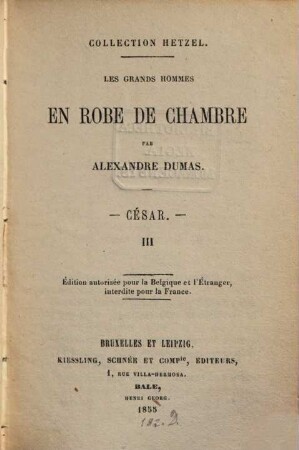 COLLECTION HETZEL.
LES GRANDS HOMMES
EN ROBE DE CHAMBRE
PAR
ALEXANDRE DUMAS.
— CÉSAR. —
III
Édition autorisée pour la Belgique et l'Étranger,
interdite pour la France.
BRUXELLES ET LEIPZIG.
KIESSLING, SCHNÉE ET COMPie, EDITEURS,
1, RUE VILLA-HERMOSA.
BALE,
HENRI GEORG.
1855